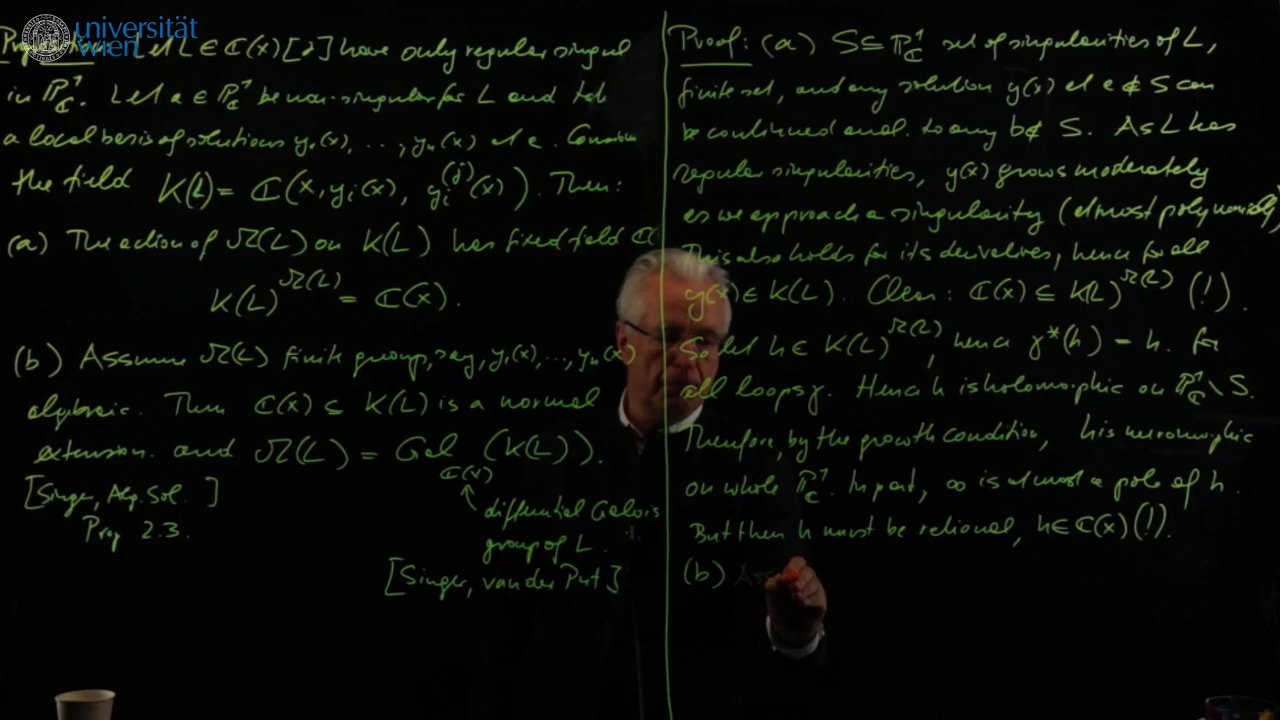 universität
wien
Let L ∈ ℂ(x)[∂] have only regular singul
in ℙ¹_ℂ. Let a ∈ ℙ¹_ℂ be non-singular for L and
a local basis of solutions y₁(x), ..., yₙ(x) at a.
the field K(L) = ℂ(x, yᵢ(x), yᵢ⁽ʲ⁾(x)). Then:
(a) The action of π(L) on K(L) has fixed field ℂ(
K(L)^π(L) = ℂ(x).
(b) Assume π(L) finite group, say, y₁(x), ..., yₙ(x)
algebraic. Then ℂ(x) ⊂ K(L) is a normal
extension and π(L) = Gal_ℂ(x) (K(L)).
[Singer, Alg. Sol. ]
Prop 2.3.
↑ differential Galois
group of L.
[Singer, van der Put]
Proof: (a) S ⊆ ℙ¹_ℂ set of singularities of L,
finite set, and any solution y(x) at a ∉ S can
be continued anal. to any b ∉ S. As L has
regular singularities, y(x) grows moderately
as we approach a singularity (almost polynomially)
This also holds for its derivatives, hence for all
y(x) ∈ K(L). Clear: ℂ(x) ⊆ K(L)^π(L) (!).
So let h ∈ K(L)^π(L), hence γ*(h) = h. for
all loops γ. Hence h is holomorphic on ℙ¹_ℂ \ S.
Therefore, by the growth condition, h is meromorphic
on whole ℙ¹_ℂ. In part, ∞ is at most a pole of h.
But then h must be rational, h ∈ ℂ(x) (!).
(b)